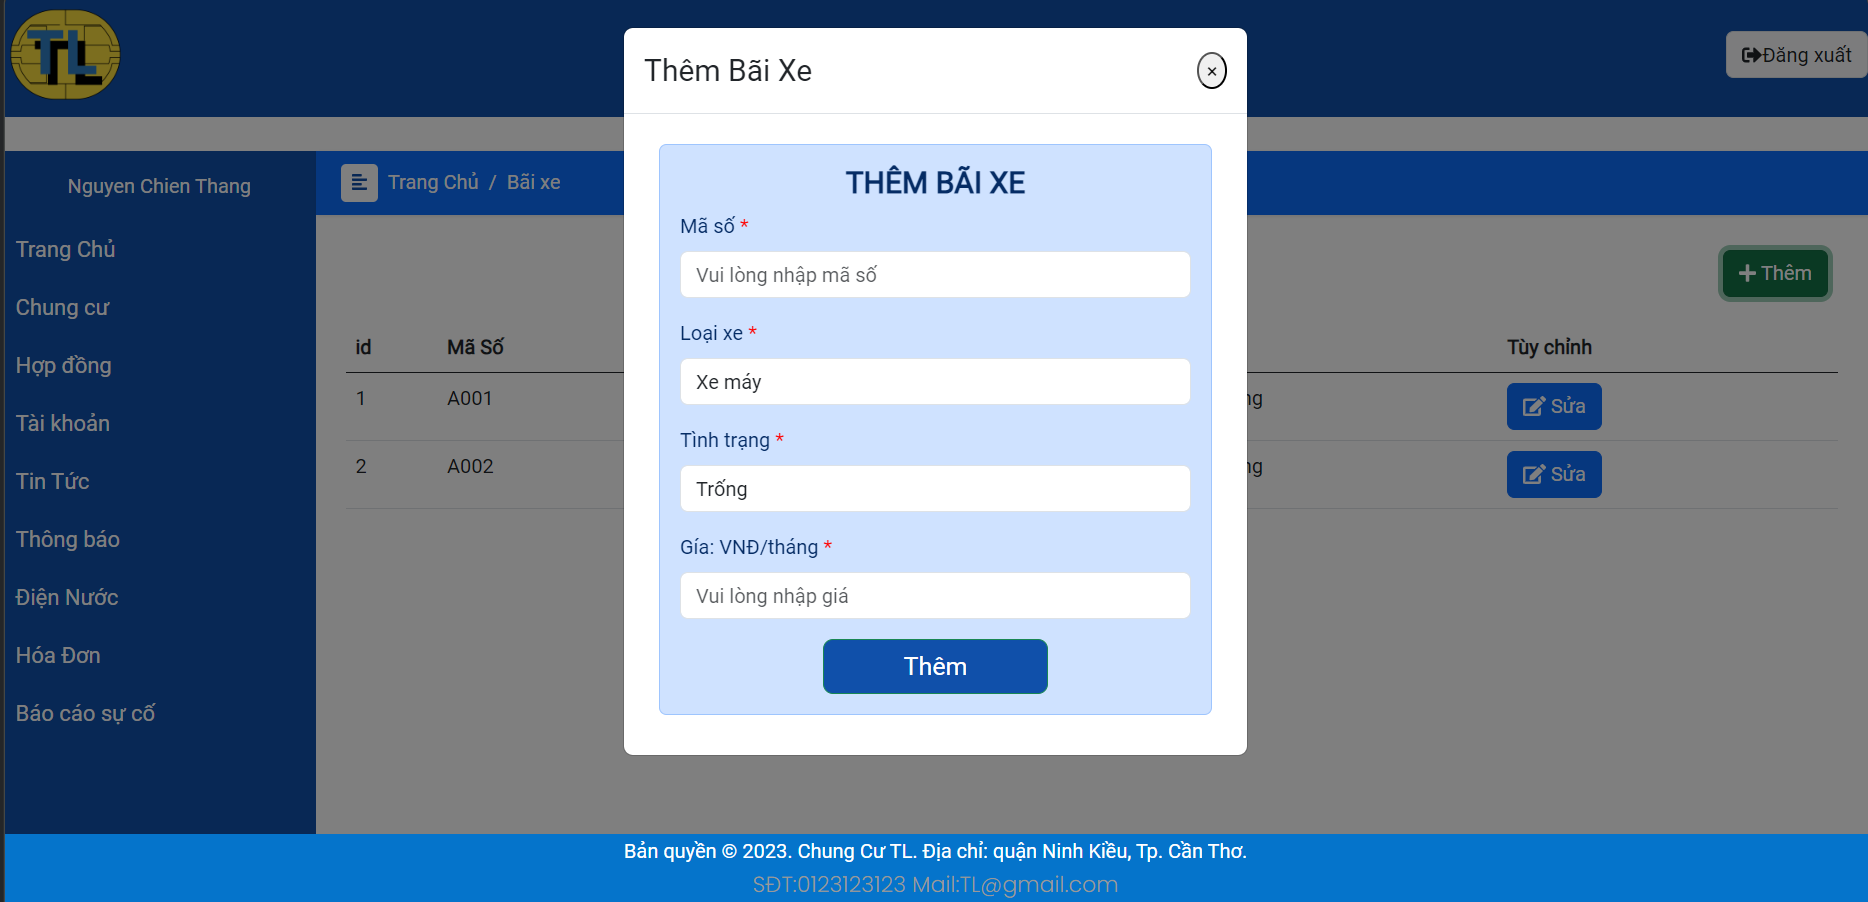 TL
Đăng xuất
Nguyen Chien Thang
Trang Chủ
Chung cư
Hợp đồng
Tài khoản
Tin Tức
Thông báo
Điện Nước
Hóa Đơn
Báo cáo sự cố
Trang Chủ / Bãi xe
Thêm
id Mã Số Tùy chỉnh
1 A001 ng Sửa
2 A002 ng Sửa
Thêm Bãi Xe
×
THÊM BÃI XE
Mã số *
Vui lòng nhập mã số
Loại xe *
Xe máy
Tình trạng *
Trống
Gía: VNĐ/tháng *
Vui lòng nhập giá
Thêm
Bản quyền © 2023. Chung Cư TL. Địa chỉ: quận Ninh Kiều, Tp. Cần Thơ.
SĐT:0123123123 Mail:TL@gmail.com